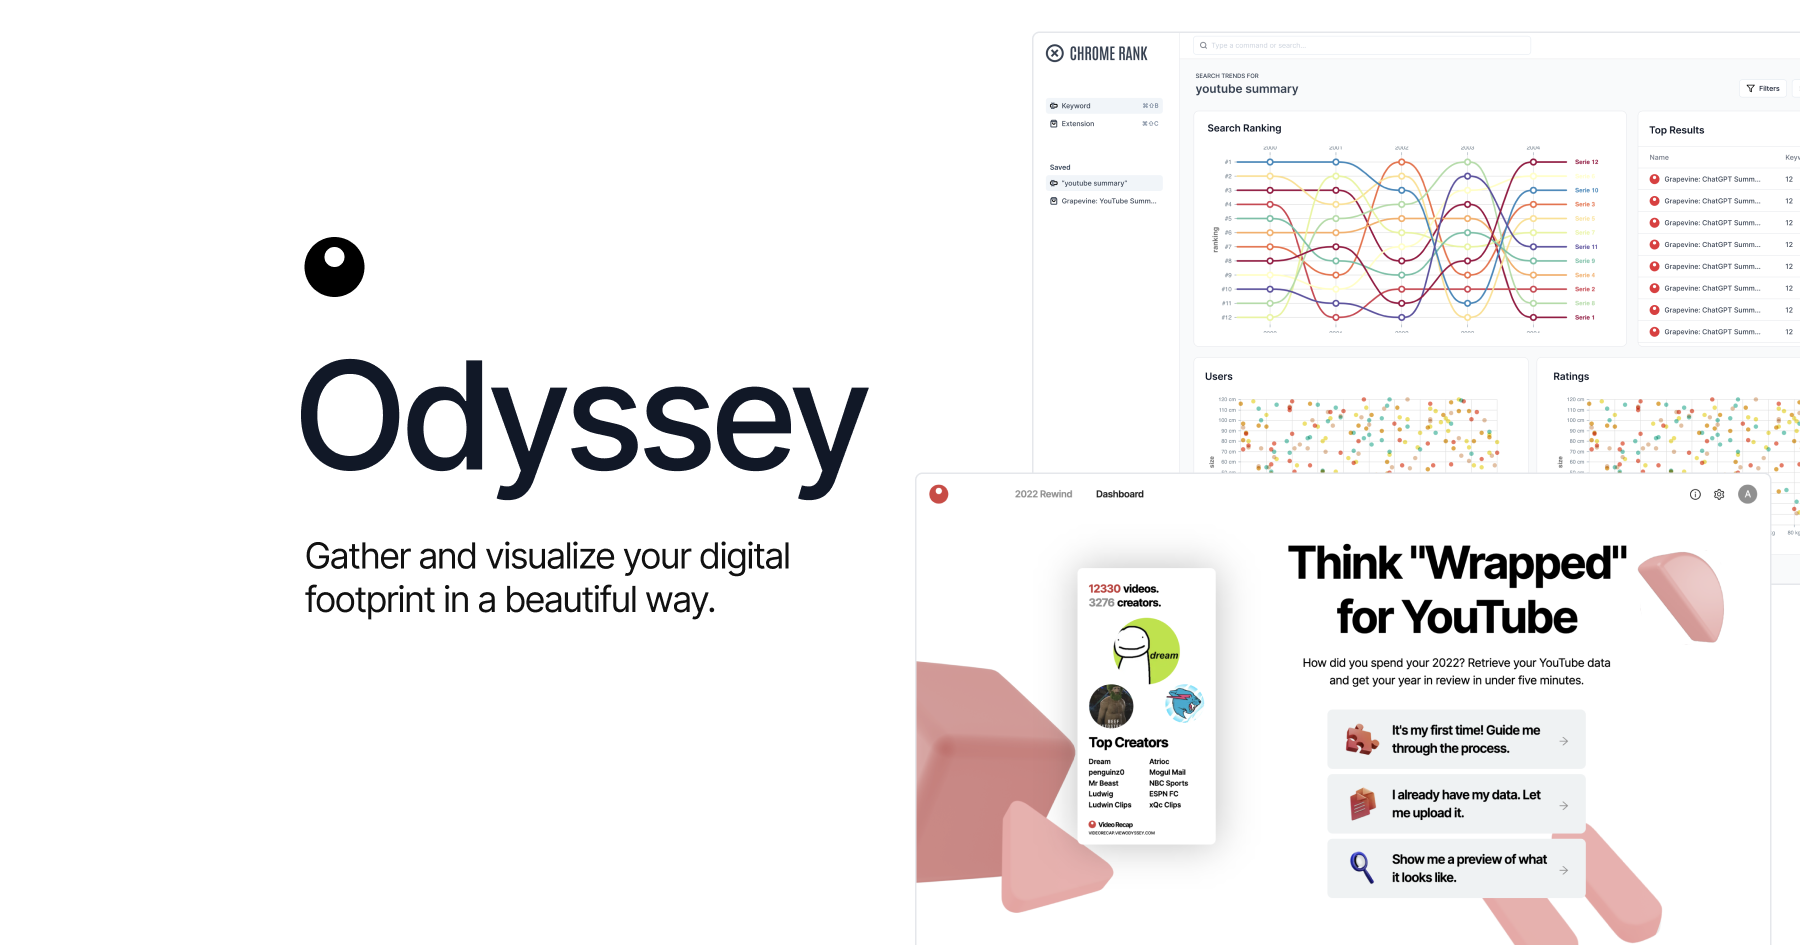 Odyssey
Gather and visualize your digital
footprint in a beautiful way.
CHROME RANK
Type a command or search...
Keyword ⌘⇧B
Extension ⌘⇧C
Saved
"youtube summary"
Grapevine: YouTube Summ...
SEARCH TRENDS FOR
youtube summary
Filters
Search Ranking
2000 2001 2002 2003 2004
ranking
#1
#2
#3
#4
#5
#6
#7
#8
#9
#10
#11
#12
Serie 12
Serie 10
Serie 3
Serie 11
Serie 9
Serie 4
Serie 2
Serie 8
Serie 1
Top Results
Name
Grapevine: ChatGPT Summ... 12
Grapevine: ChatGPT Summ... 12
Grapevine: ChatGPT Summ... 12
Grapevine: ChatGPT Summ... 12
Grapevine: ChatGPT Summ... 12
Grapevine: ChatGPT Summ... 12
Grapevine: ChatGPT Summ... 12
Grapevine: ChatGPT Summ... 12
Users
130 cm
110 cm
100 cm
90 cm
80 cm
70 cm
60 cm
size
Ratings
120 cm
110 cm
100 cm
90 cm
80 cm
70 cm
60 cm
size
2022 Rewind Dashboard
A
12330 videos.
3276 creators.
dream
Top Creators
Dream
penguinz0
Mr Beast
Ludwig
Ludwin Clips
Atrioc
Mogul Mail
NBC Sports
ESPN FC
xQc Clips
Video Recap
VIDEORECAP.VIEWODYSSEY.COM
Think "Wrapped"
for YouTube
How did you spend your 2022? Retrieve your YouTube data
and get your year in review in under five minutes.
It's my first time! Guide me
through the process.
I already have my data. Let
me upload it.
Show me a preview of what
it looks like.